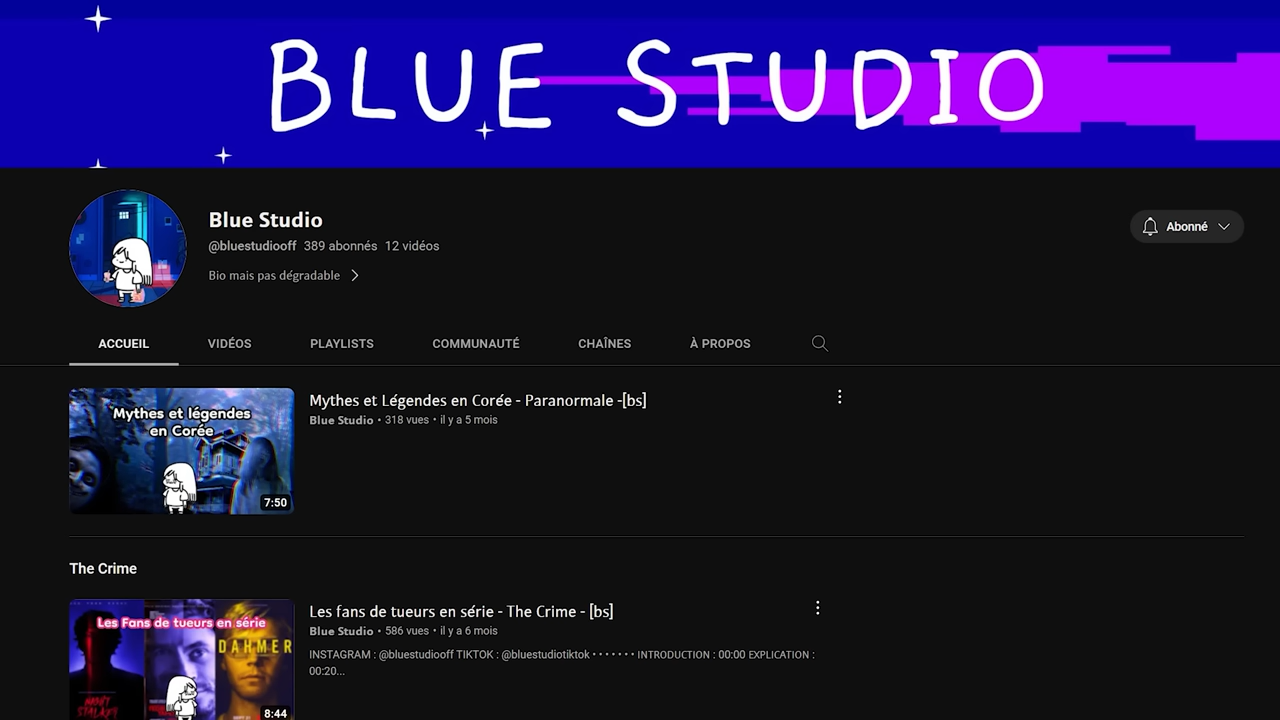 BLUE STUDIO
Blue Studio
@bluestudiooff 389 abonnés 12 vidéos
Bio mais pas dégradable
Abonné
ACCUEIL VIDÉOS PLAYLISTS COMMUNAUTÉ CHAÎNES À PROPOS
Mythes et légendes
en Corée
7:50
Mythes et Légendes en Corée - Paranormale -[bs]
Blue Studio • 318 vues • il y a 5 mois
The Crime
Les Fans de tueurs en série
DAHMER
8:44
Les fans de tueurs en série - The Crime - [bs]
Blue Studio • 586 vues • il y a 6 mois
INSTAGRAM : @bluestudiooff TIKTOK : @bluestudiotiktok • • • • • • • INTRODUCTION : 00:00 EXPLICATION :
00:20...